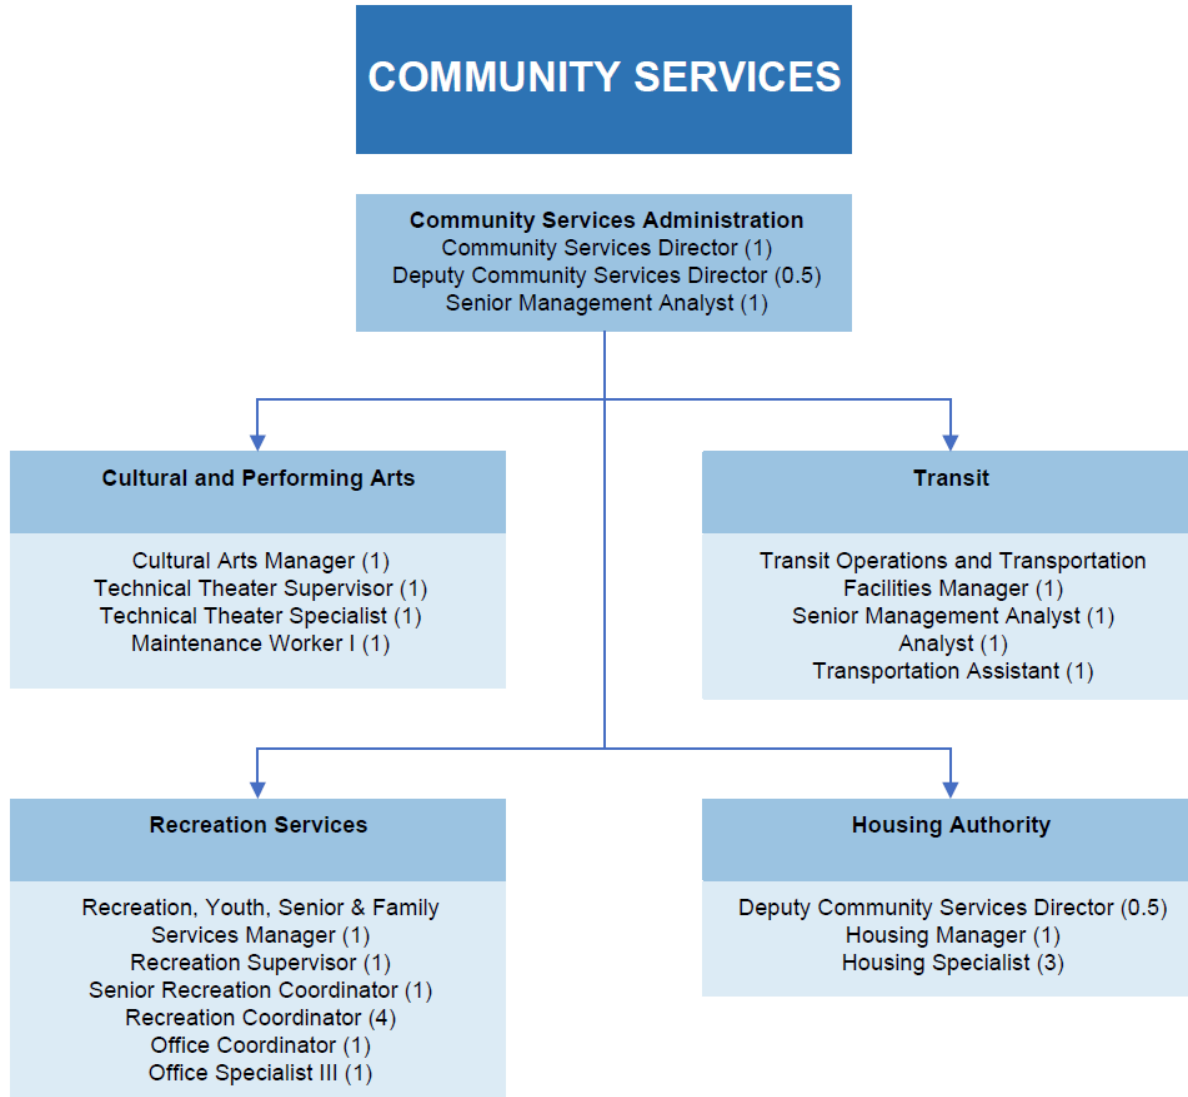 COMMUNITY SERVICES
Community Services Administration
Community Services Director (1)
Deputy Community Services Director (0.5)
Senior Management Analyst (1)
Cultural and Performing Arts
Cultural Arts Manager (1)
Technical Theater Supervisor (1)
Technical Theater Specialist (1)
Maintenance Worker I (1)
Transit
Transit Operations and Transportation
Facilities Manager (1)
Senior Management Analyst (1)
Analyst (1)
Transportation Assistant (1)
Recreation Services
Recreation, Youth, Senior & Family
Services Manager (1)
Recreation Supervisor (1)
Senior Recreation Coordinator (1)
Recreation Coordinator (4)
Office Coordinator (1)
Office Specialist III (1)
Housing Authority
Deputy Community Services Director (0.5)
Housing Manager (1)
Housing Specialist (3)